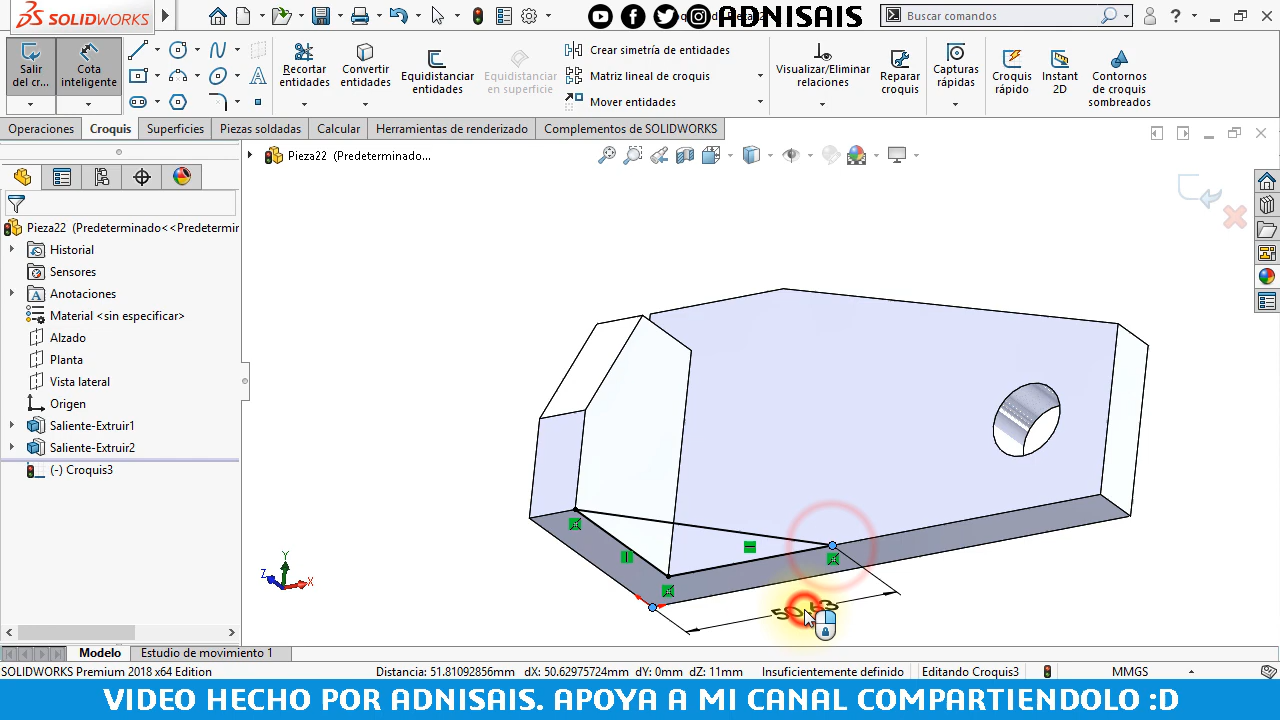 SOLIDWORKS
ADNISAIS
Buscar comandos
Salir del cr...
Cota inteligente
Recortar entidades
Convertir entidades
Equidistanciar entidades
Equidistanciar en superficie
Crear simetría de entidades
Matriz lineal de croquis
Mover entidades
Visualizar/Eliminar relaciones
Reparar croquis
Capturas rápidas
Croquis rápido
Instant 2D
Contornos de croquis sombreados
Operaciones
Croquis
Superficies
Piezas soldadas
Calcular
Herramientas de renderizado
Complementos de SOLIDWORKS
Pieza22 (Predeterminado...
Pieza22 (Predeterminado<<Predetermir
Historial
Sensores
Anotaciones
Material <sin especificar>
Alzado
Planta
Vista lateral
Origen
Saliente-Extruir1
Saliente-Extruir2
(-) Croquis3
50.63
Y
Z
X
Modelo
Estudio de movimiento 1
SOLIDWORKS Premium 2018 x64 Edition
Distancia: 51.81092856mm
dX: 50.62975724mm
dY: 0mm
dZ: 11mm
Insuficientemente definido
Editando Croquis3
MMGS
VIDEO HECHO POR ADNISAIS. APOYA A MI CANAL COMPARTIENDOLO :D